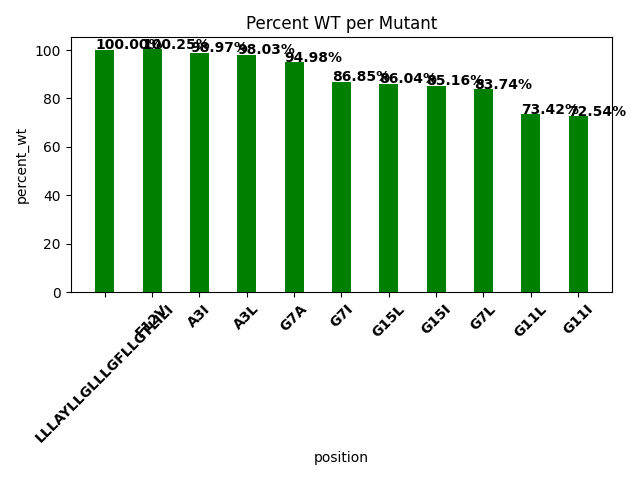 Percent WT per Mutant
100.00% 100.25% 98.97% 98.03% 94.98% 86.85% 86.04% 85.16% 83.74% 73.42% 72.54%
percent_wt
100
80
60
40
20
0
F12V A3I A3L G7A G7I G15L G15I G7L G11L G11I
position